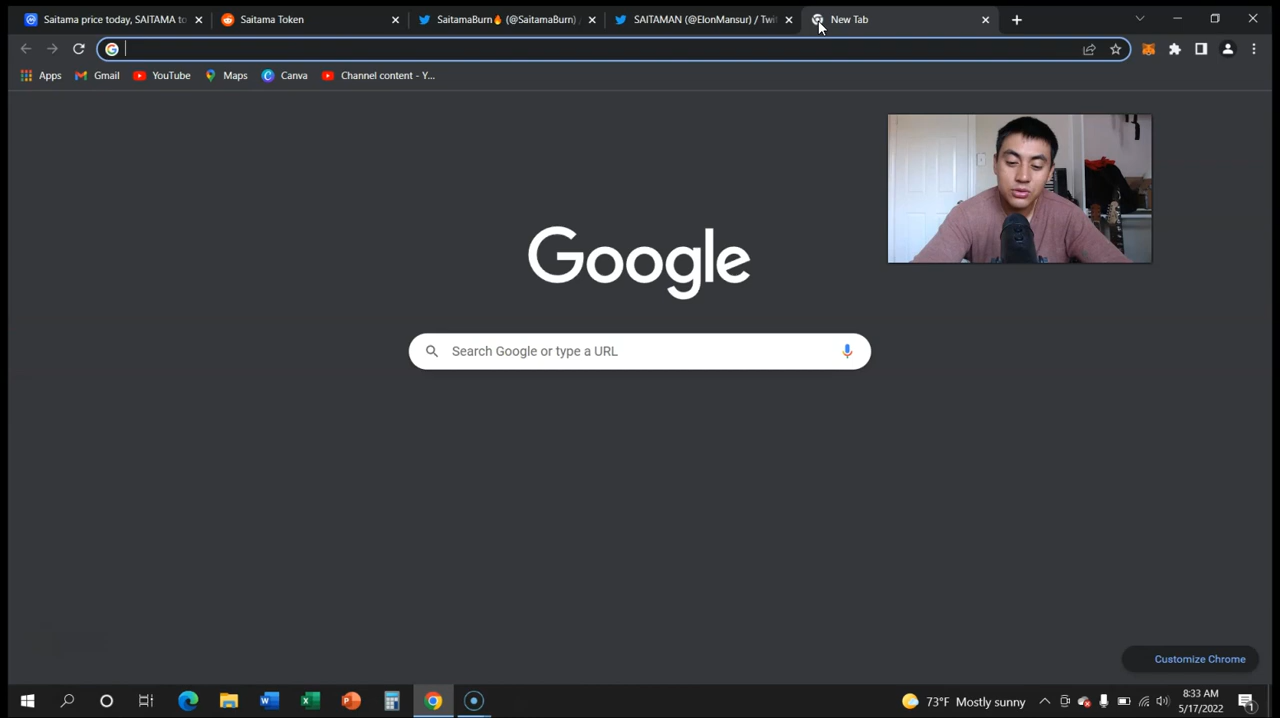 Saitama price today, SAITAMA to
Saitama Token
SaitamaBurn🔥 (@SaitamaBurn) /
SAITAMAN (@ElonMansur) / Twi
New Tab
Apps
Gmail
YouTube
Maps
Canva
Channel content - Y...
Google
Search Google or type a URL
Customize Chrome
73°F Mostly sunny
8:33 AM
5/17/2022
1